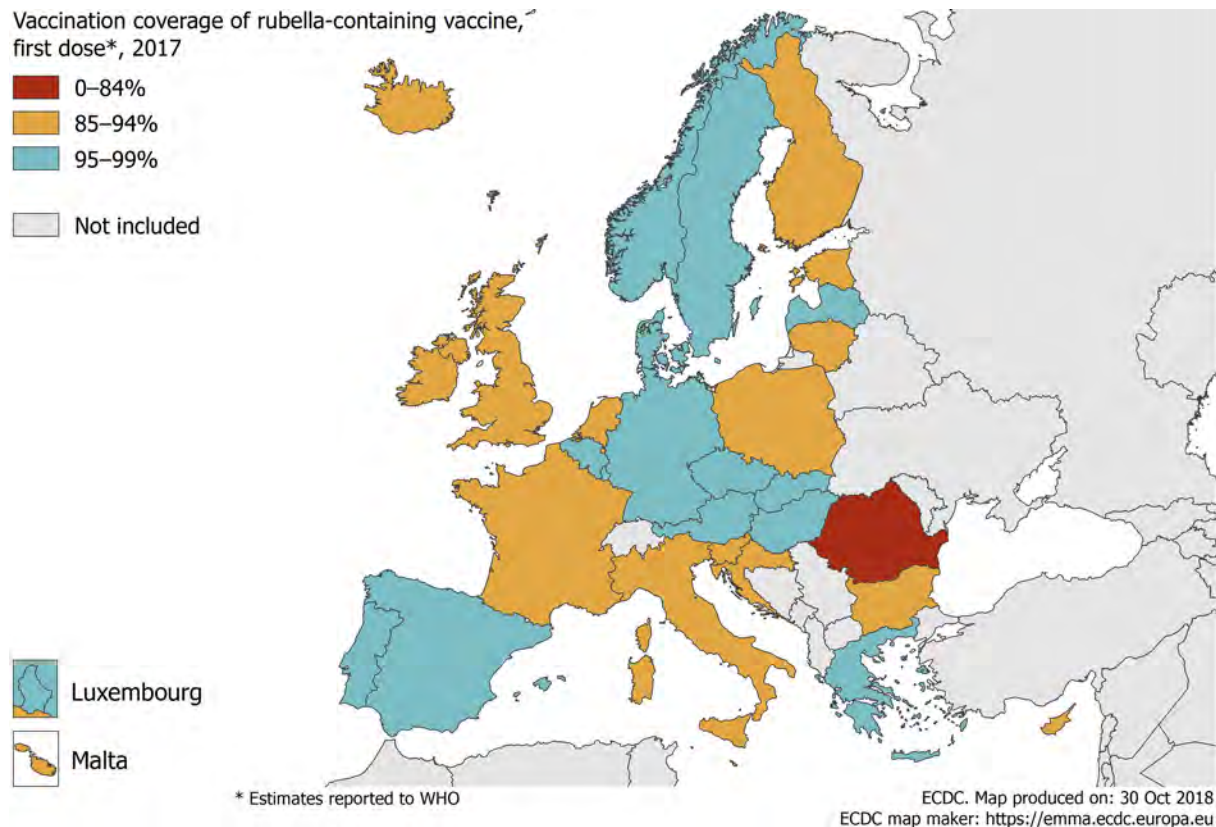 Vaccination coverage of rubella-containing vaccine,
first dose*, 2017
0–84%
85–94%
95–99%
Not included
Luxembourg
Malta
* Estimates reported to WHO
ECDC. Map produced on: 30 Oct 2018
ECDC map maker: https://emma.ecdc.europa.eu